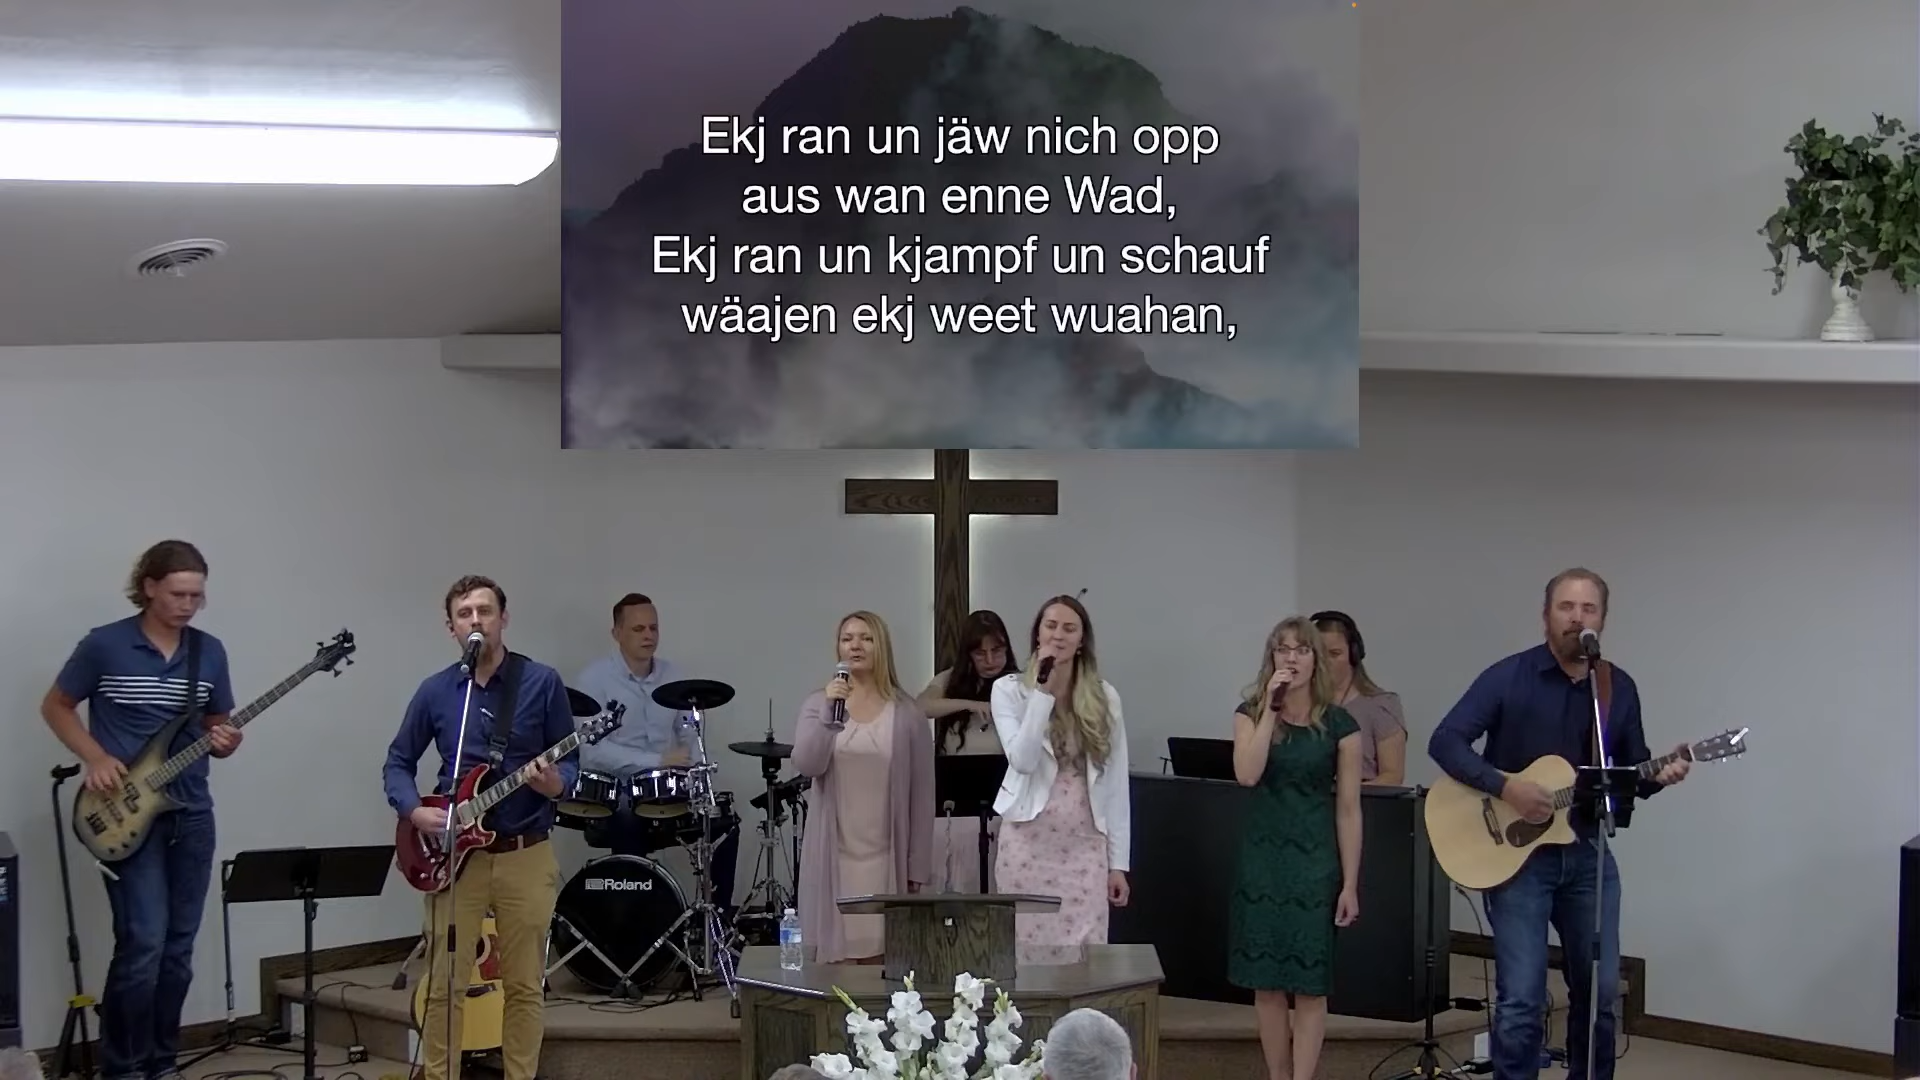 Ekj ran un jäw nich opp
aus wan enne Wad,
Ekj ran un kjampf un schauf
wäajen ekj weet wuahan,
Roland